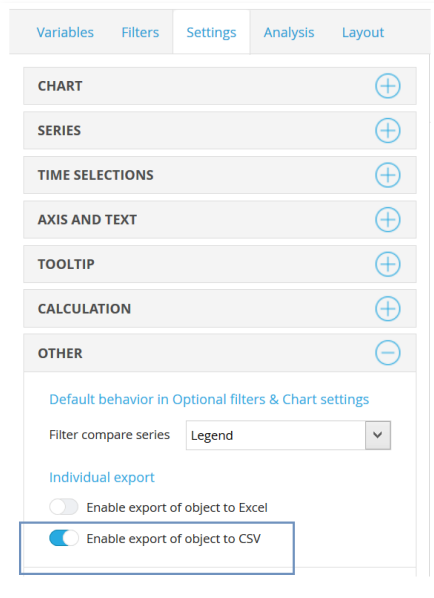 Variables Filters Settings Analysis Layout
CHART
SERIES
TIME SELECTIONS
AXIS AND TEXT
TOOLTIP
CALCULATION
OTHER
Default behavior in Optional filters & Chart settings
Filter compare series Legend
Individual export
Enable export of object to Excel
Enable export of object to CSV